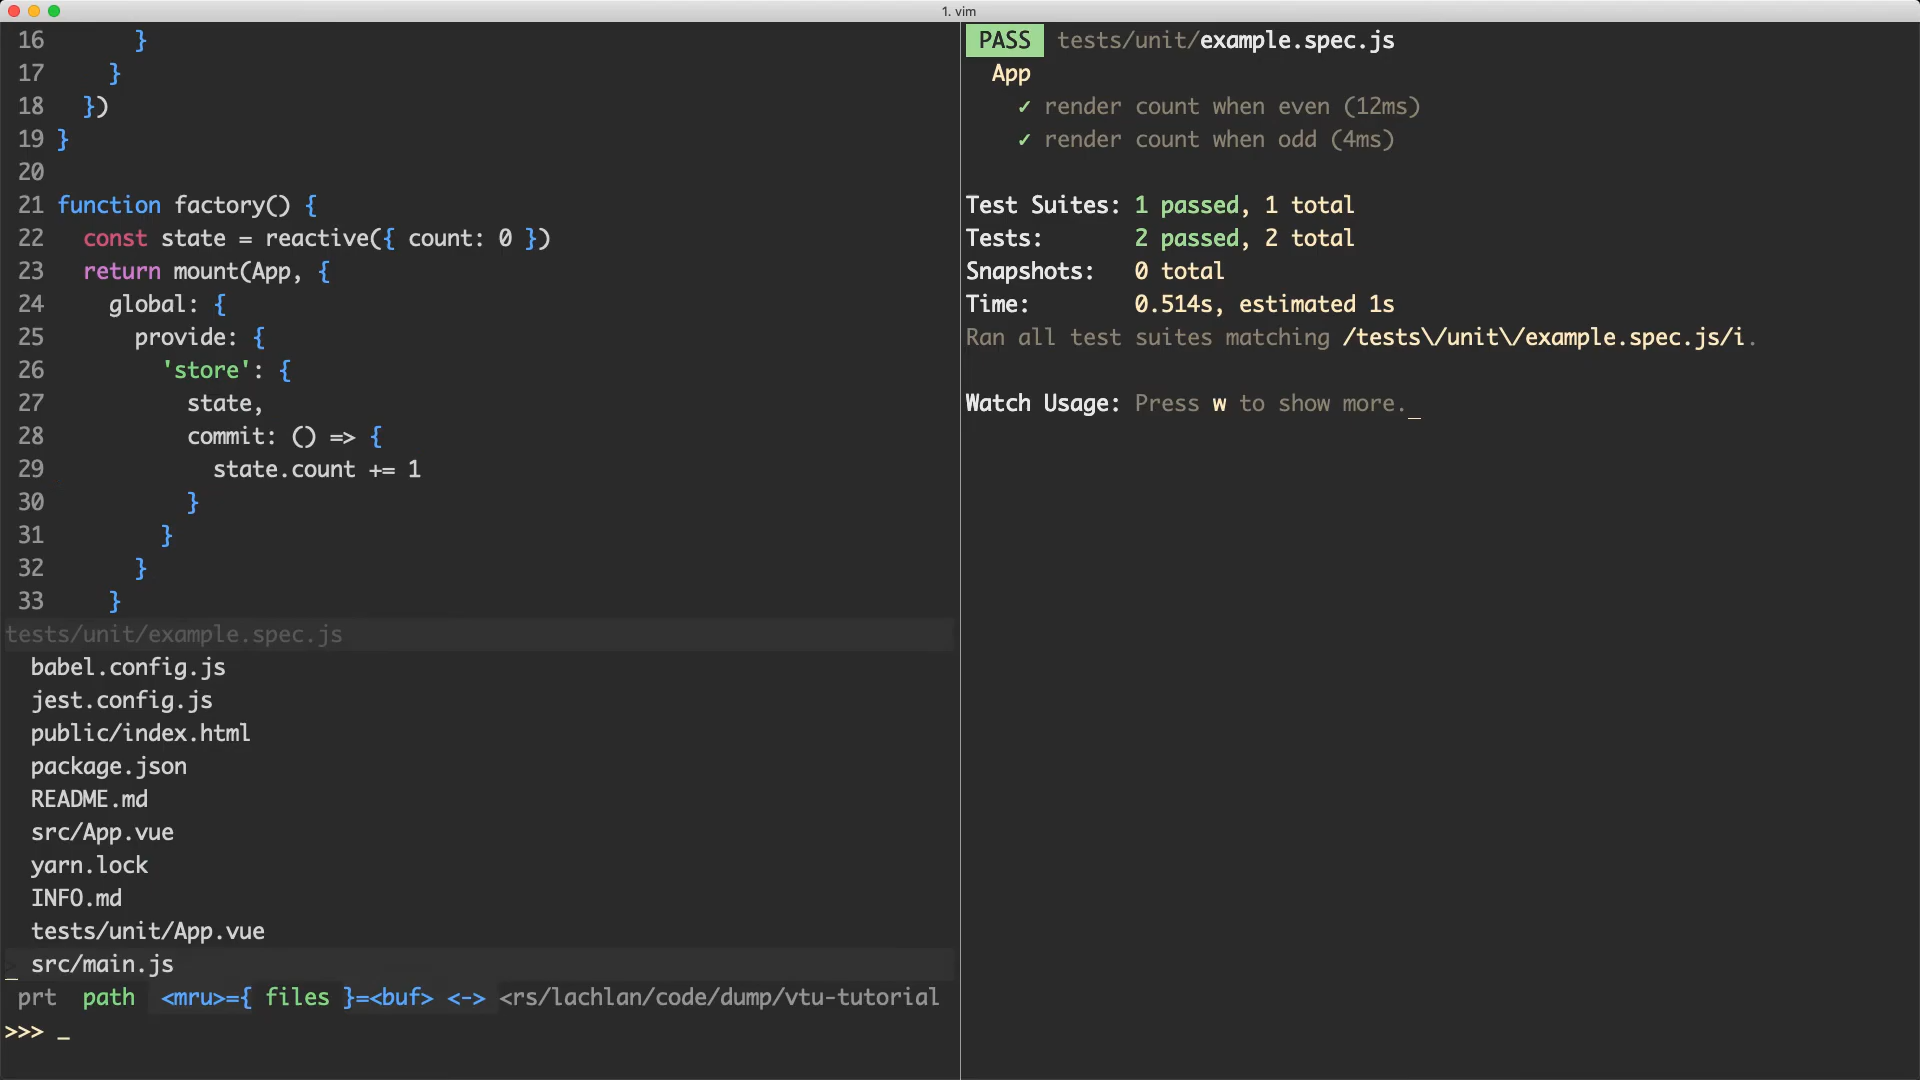 1. vim
16 }
17 }
18 })
19 }
20
21 function factory() {
22 const state = reactive({ count: 0 })
23 return mount(App, {
24 global: {
25 provide: {
26 'store': {
27 state,
28 commit: () => {
29 state.count += 1
30 }
31 }
32 }
33 }
tests/unit/example.spec.js
babel.config.js
jest.config.js
public/index.html
package.json
README.md
src/App.vue
yarn.lock
INFO.md
tests/unit/App.vue
> src/main.js
prt path <mru>={ files }=<buf> <-> <rs/lachlan/code/dump/vtu-tutorial
>>> _
PASS tests/unit/example.spec.js
App
✓ render count when even (12ms)
✓ render count when odd (4ms)
Test Suites: 1 passed, 1 total
Tests: 2 passed, 2 total
Snapshots: 0 total
Time: 0.514s, estimated 1s
Ran all test suites matching /tests\/unit\/example.spec.js/i.
Watch Usage: Press w to show more._